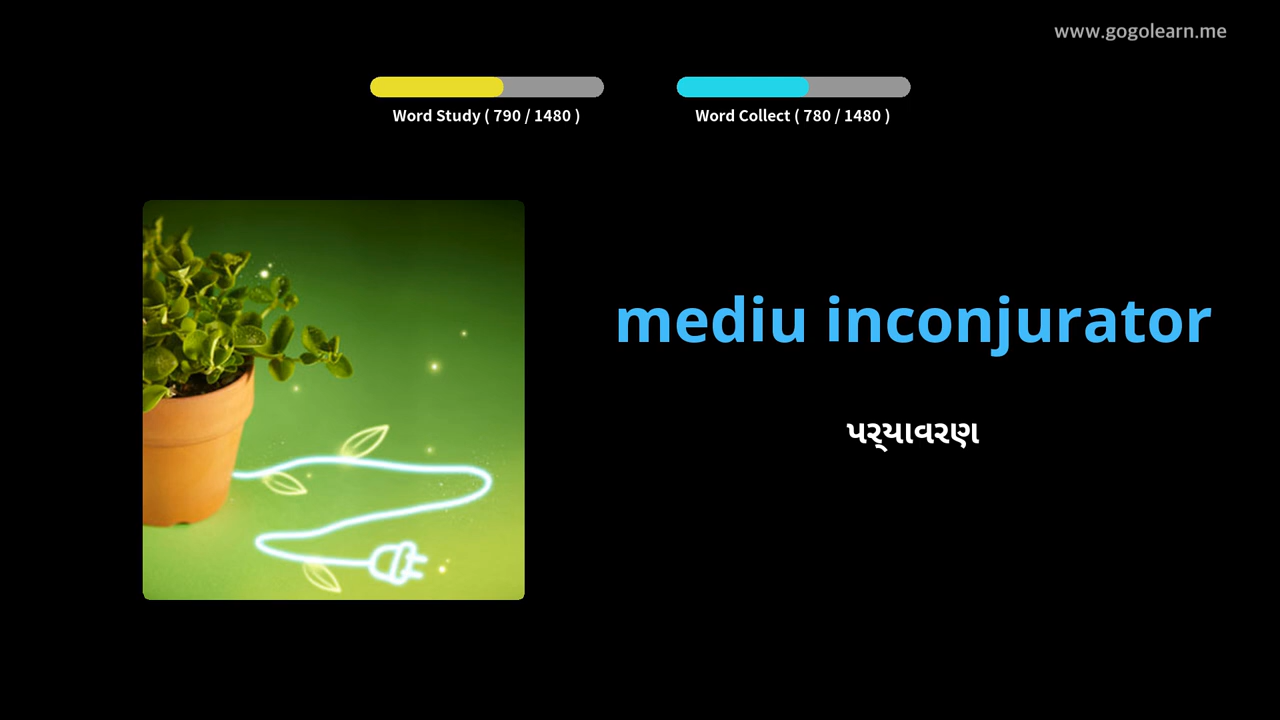 www.gogolearn.me
Word Study ( 790 / 1480 )
Word Collect ( 780 / 1480 )
mediu inconjurator
પર્યાવરણ